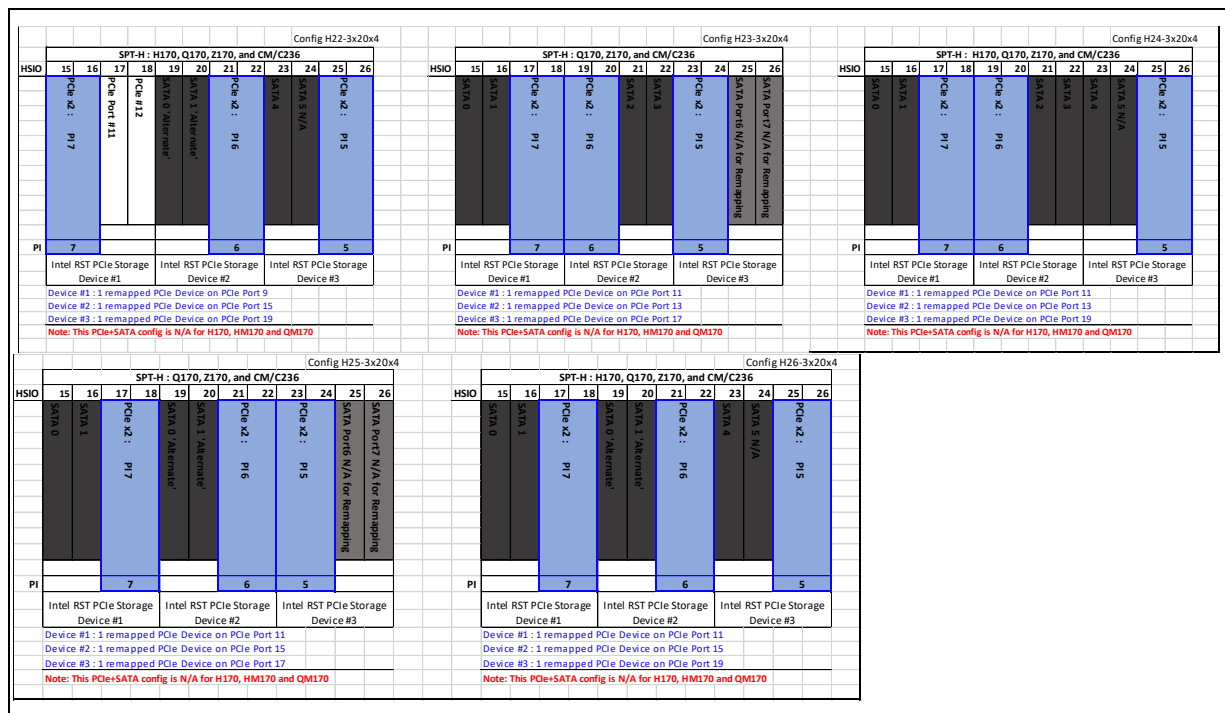 Config H22-3x20x4
SPT-H : H170, Q170, Z170, and CM/C236
HSIO 15 16 17 18 19 20 21 22 23 24 25 26
PCIe x2 : PI 7
PCIe Port #11
PCIe #12
SATA 0 'Alternate'
SATA 1 'Alternate'
PCIe x2 : PI 6
SATA 4
SATA 5 N/A
PCIe x2 : PI 5
PI 7 6 5
Intel RST PCIe Storage Device #1
Intel RST PCIe Storage Device #2
Intel RST PCIe Storage Device #3
Device #1 : 1 remapped PCIe Device on PCIe Port 9
Device #2 : 1 remapped PCIe Device on PCIe Port 15
Device #3 : 1 remapped PCIe Device on PCIe Port 19
Note: This PCIe+SATA config is N/A for H170, HM170 and QM170
Config H23-3x20x4
SPT-H : Q170, Z170, and CM/C236
HSIO 15 16 17 18 19 20 21 22 23 24 25 26
SATA 0
SATA 1
PCIe x2 : PI 7
PCIe x2 : PI 6
SATA 2
SATA 3
PCIe x2 : PI 5
SATA Port6 N/A for Remapping
SATA Port7 N/A for Remapping
PI 7 6 5
Intel RST PCIe Storage Device #1
Intel RST PCIe Storage Device #2
Intel RST PCIe Storage Device #3
Device #1 : 1 remapped PCIe Device on PCIe Port 11
Device #2 : 1 remapped PCIe Device on PCIe Port 13
Device #3 : 1 remapped PCIe Device on PCIe Port 17
Note: This PCIe+SATA config is N/A for H170, HM170 and QM170
Config H24-3x20x4
SPT-H : H170, Q170, Z170, and CM/C236
HSIO 15 16 17 18 19 20 21 22 23 24 25 26
SATA 0
SATA 1
PCIe x2 : PI 7
PCIe x2 : PI 6
SATA 2
SATA 3
SATA 4
SATA 5 N/A
PCIe x2 : PI 5
PI 7 6 5
Intel RST PCIe Storage Device #1
Intel RST PCIe Storage Device #2
Intel RST PCIe Storage Device #3
Device #1 : 1 remapped PCIe Device on PCIe Port 11
Device #2 : 1 remapped PCIe Device on PCIe Port 13
Device #3 : 1 remapped PCIe Device on PCIe Port 19
Note: This PCIe+SATA config is N/A for H170, HM170 and QM170
Config H25-3x20x4
SPT-H : Q170, Z170, and CM/C236
HSIO 15 16 17 18 19 20 21 22 23 24 25 26
SATA 0
SATA 1
PCIe x2 : PI 7
SATA 0 'Alternate'
SATA 1 'Alternate'
PCIe x2 : PI 6
PCIe x2 : PI 5
SATA Port6 N/A for Remapping
SATA Port7 N/A for Remapping
PI 7 6 5
Intel RST PCIe Storage Device #1
Intel RST PCIe Storage Device #2
Intel RST PCIe Storage Device #3
Device #1 : 1 remapped PCIe Device on PCIe Port 11
Device #2 : 1 remapped PCIe Device on PCIe Port 15
Device #3 : 1 remapped PCIe Device on PCIe Port 17
Note: This PCIe+SATA config is N/A for H170, HM170 and QM170
Config H26-3x20x4
SPT-H : H170, Q170, Z170, and CM/C236
HSIO 15 16 17 18 19 20 21 22 23 24 25 26
SATA 0
SATA 1
PCIe x2 : PI 7
SATA 0 'Alternate'
SATA 1 'Alternate'
PCIe x2 : PI 6
SATA 4
SATA 5 N/A
PCIe x2 : PI 5
PI 7 6 5
Intel RST PCIe Storage Device #1
Intel RST PCIe Storage Device #2
Intel RST PCIe Storage Device #3
Device #1 : 1 remapped PCIe Device on PCIe Port 11
Device #2 : 1 remapped PCIe Device on PCIe Port 15
Device #3 : 1 remapped PCIe Device on PCIe Port 19
Note: This PCIe+SATA config is N/A for H170, HM170 and QM170